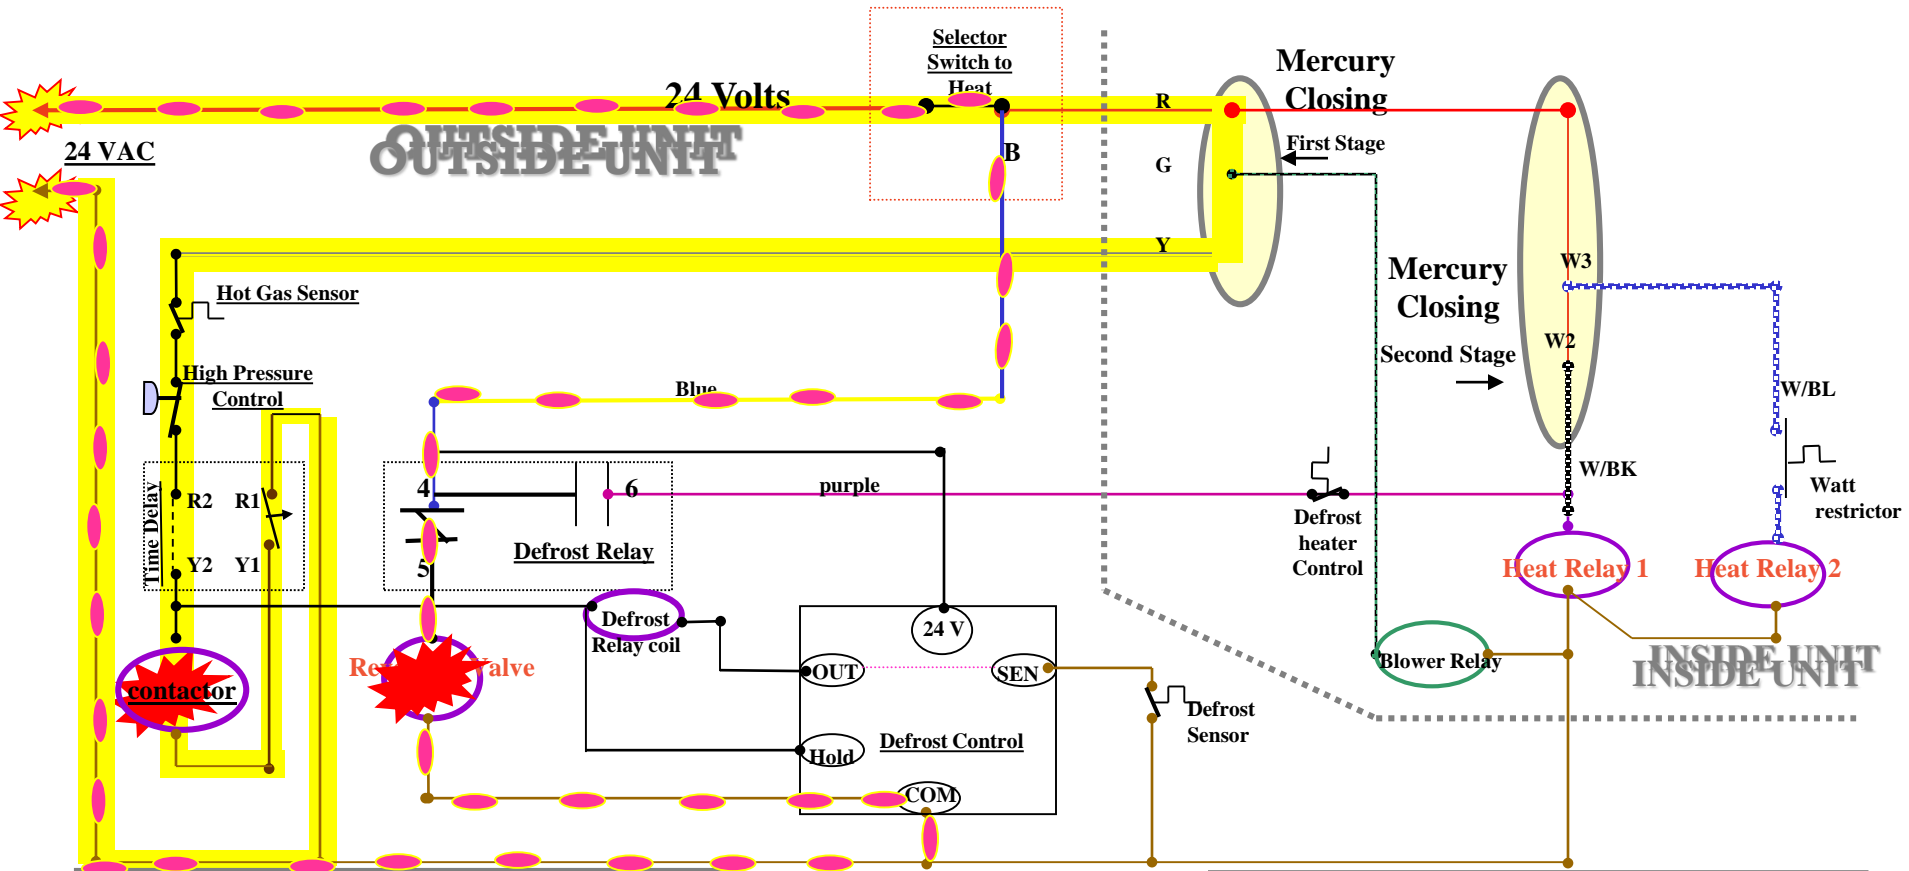 Selector
Switch to
Heat
Mercury
Closing
24 Volts
R
OUTSIDE UNIT
24 VAC
B
First Stage
G
Y
Mercury
Closing
W3
Hot Gas Sensor
W2
Second Stage
High Pressure
Control
Blue
W/BL
W/BK
Time Delay
R2
R1
4
6
purple
Watt
restrictor
Defrost
heater
Control
Defrost Relay
Y2
Y1
5
Heat Relay 1
Heat Relay 2
Defrost
Relay coil
24 V
contactor
Valve
OUT
SEN
Blower Relay
INSIDE UNIT
Defrost
Sensor
Hold
Defrost Control
COM